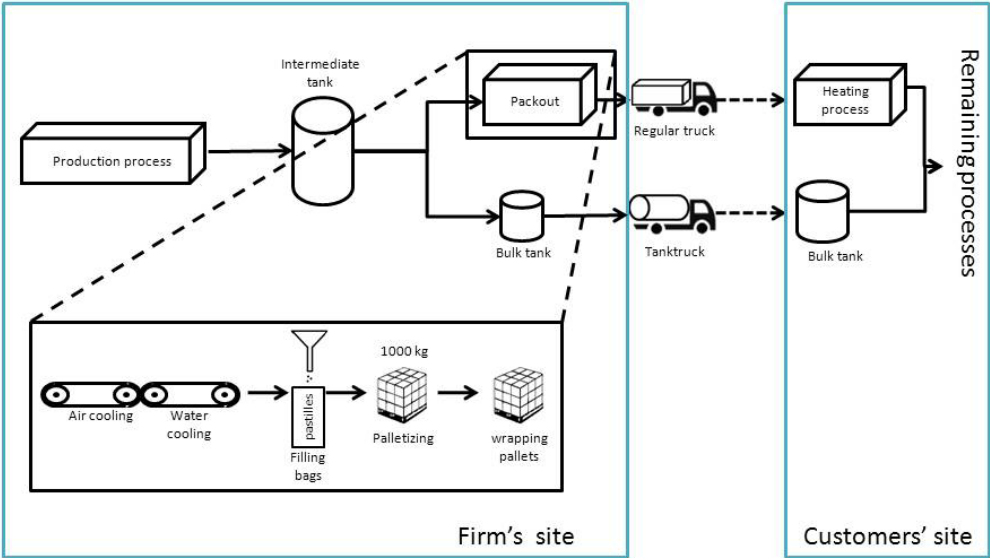 Intermediate
tank
Production process
Packout
Regular truck
Heating
process
Remaining processes
Bulk tank
Tanktruck
Bulk tank
1000 kg
Air cooling
Water
cooling
pastilles
Filling
bags
Palletizing
wrapping
pallets
Firm's site
Customers' site